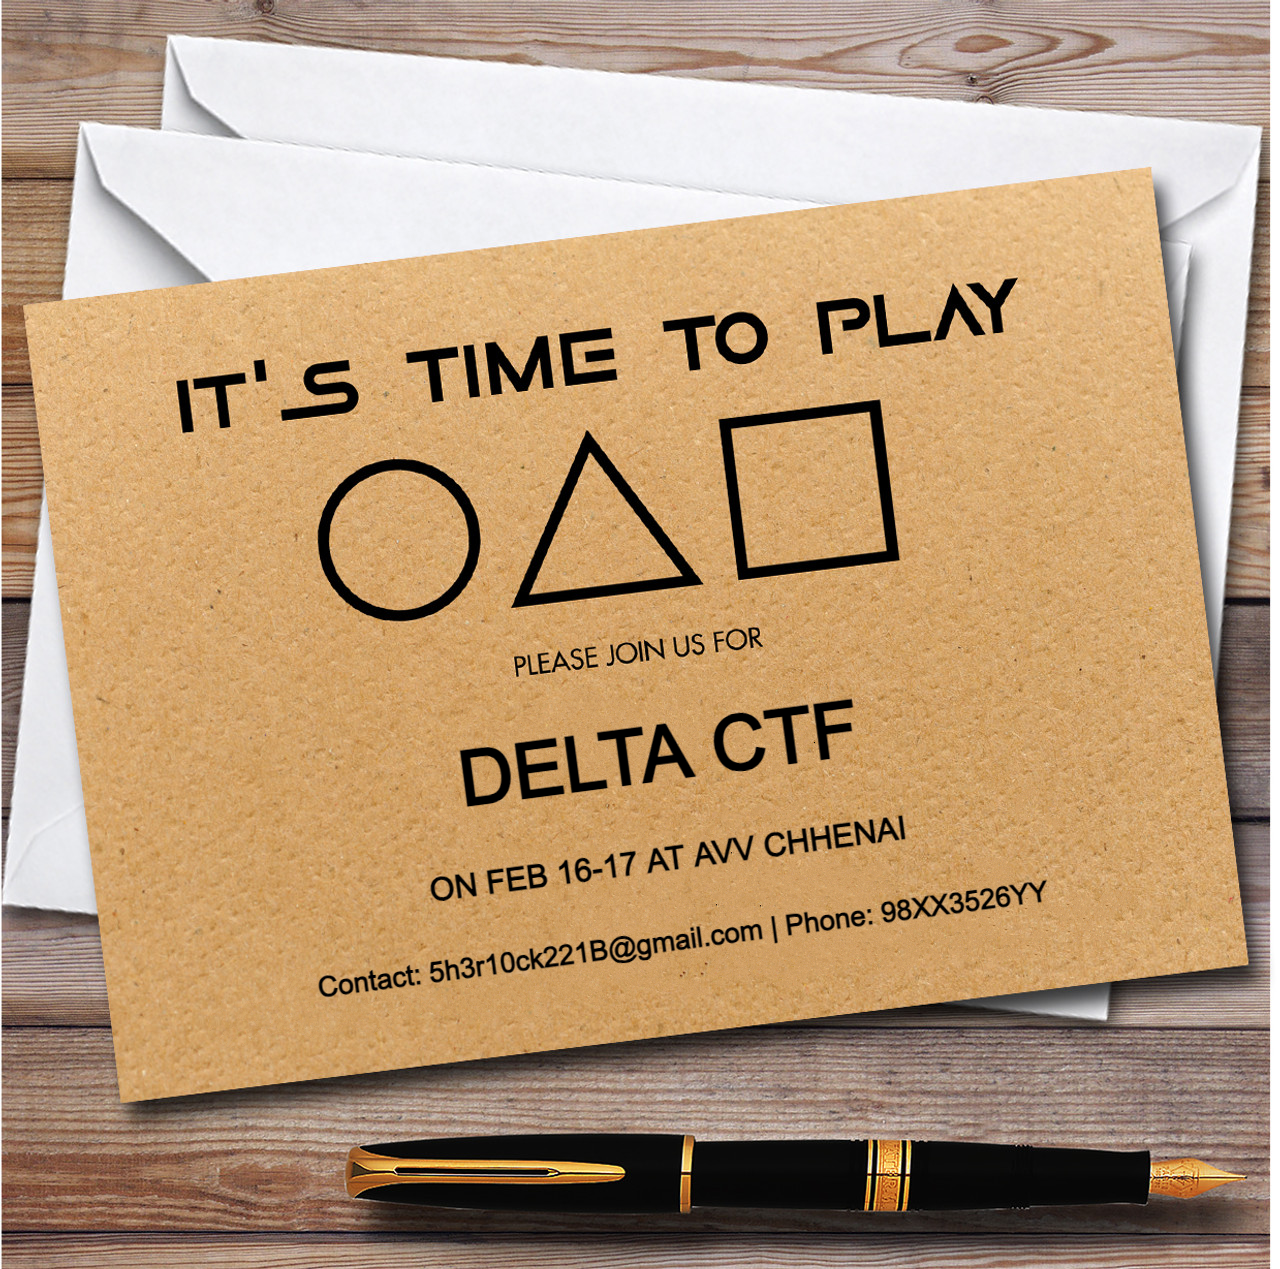 IT'S TIME TO PLAY
PLEASE JOIN US FOR
DELTA CTF
ON FEB 16-17 AT AVV CHHENAI
Contact: 5h3r10ck221B@gmail.com | Phone: 98XX3526YY